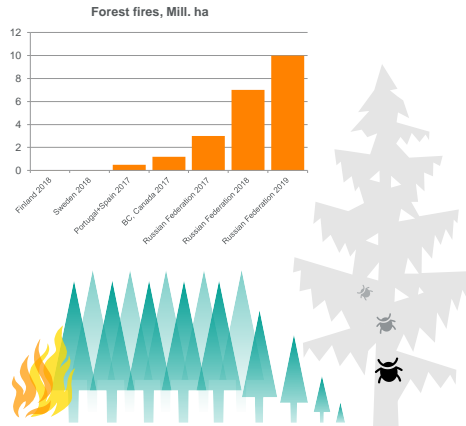 Forest fires, Mill. ha
12
10
8
6
4
2
0
Finland 2018
Sweden 2018
Portugal+Spain 2017
BC, Canada 2017
Russian Federation 2017
Russian Federation 2018
Russian Federation 2019